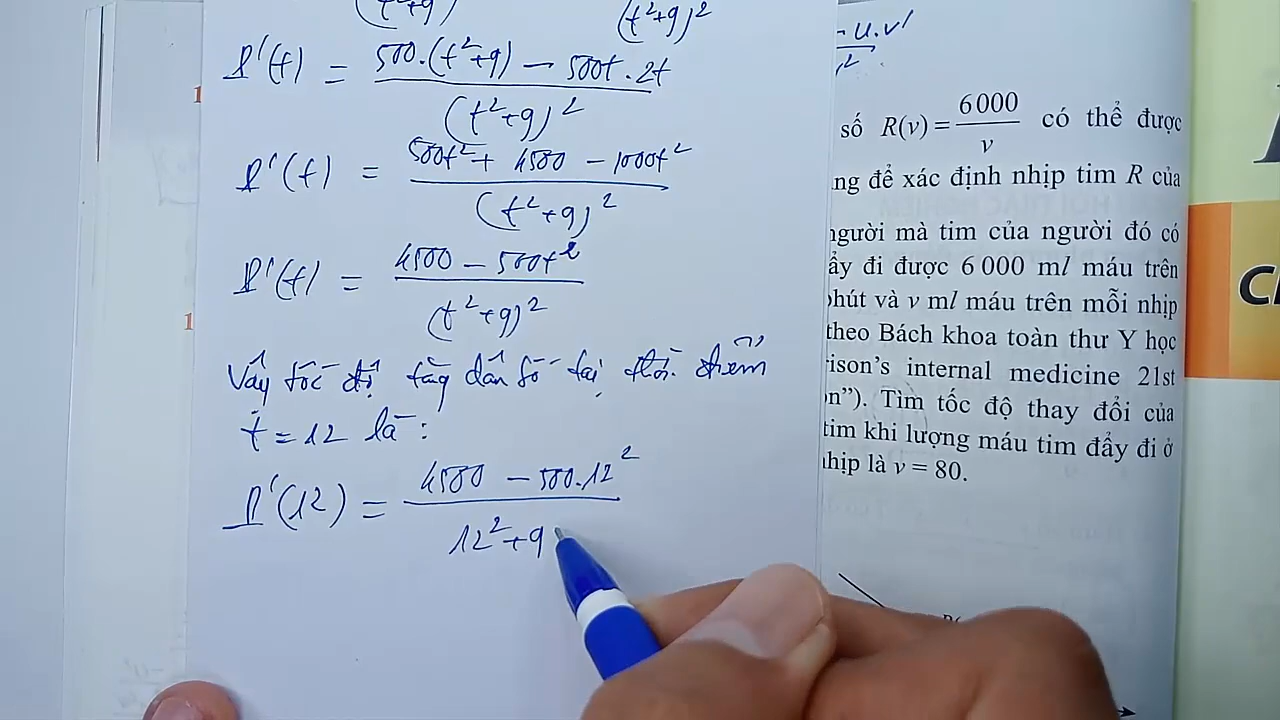 (t²+9) (t²+9)²
P'(t) = 500.(t²+9) − 500t.2t / (t²+9)²
P'(t) = 500t² + 4500 − 1000t² / (t²+9)²
P'(t) = 4500 − 500t² / (t²+9)²
Vậy tốc độ tăng dân số tại thời điểm
t = 12 là:
P'(12) = 4500 − 500.12² / 12²+9
− u.v'
số R(v) = 6000 / v có thể được
ng để xác định nhịp tim R của
người mà tim của người đó có
ẩy đi được 6 000 ml máu trên
phút và v ml máu trên mỗi nhịp
theo Bách khoa toàn thư Y học
rison's internal medicine 21st
on"). Tìm tốc độ thay đổi của
tim khi lượng máu tim đẩy đi ở
nhịp là v = 80.